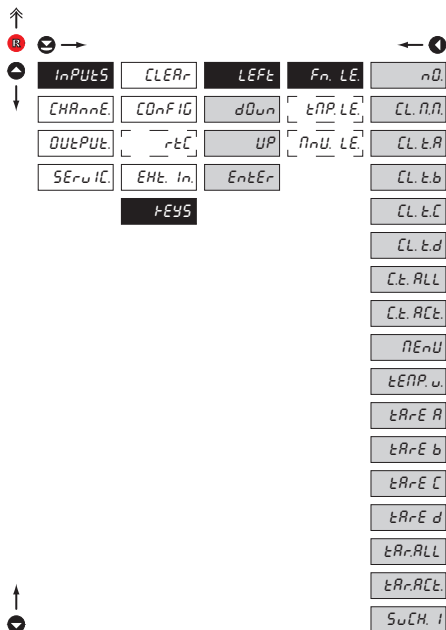 R
InPUtS CLEAr LEFt Fn. LE. nO.
CHAnnE. COnFIG dOun tMP. LE. CL. M.M.
OUtPUt. rtC UP MnU. LE. CL. t.A
SErvIC. EHt. In. EntEr CL. t.b
KEYS CL. t.C
CL. t.d
C.t. ALL
C.t. ACt.
MEnU
tEMP. v.
tArE A
tArE b
tArE C
tArE d
tAr.ALL
tAr.ACt.
SwCH. 1